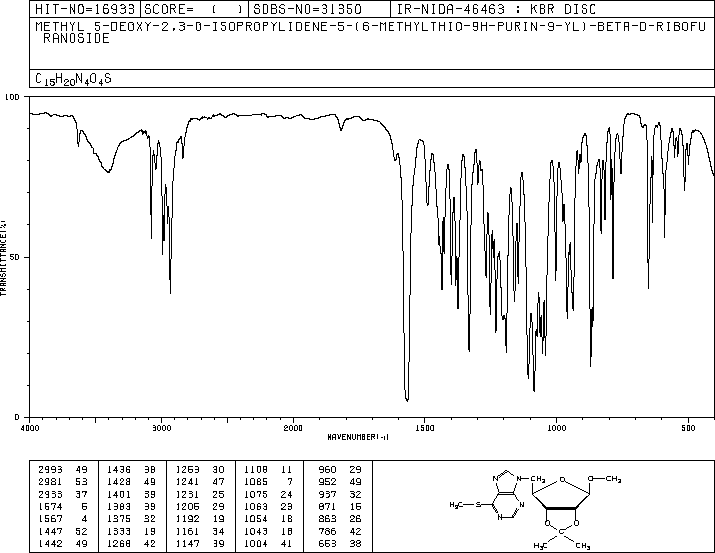 HIT-NO=16933 SCORE= ( ) SDBS-NO=31350 IR-NIDA-46463 : KBR DISC
METHYL 5-DEOXY-2,3-O-ISOPROPYLIDENE-5-(6-METHYLTHIO-9H-PURIN-9-YL)-BETA-D-RIBOFU
RANOSIDE
C15H20N4O4S
100
TRANSMITTANCE(%)
50
0
4000 3000 2000 1500 1000 500
WAVENUMBER(-1)
2993 49 1436 38 1253 30 1108 11 960 29
2981 53 1428 49 1241 47 1085 7 952 49
2933 37 1401 39 1231 25 1075 24 937 32
1574 6 1383 39 1206 29 1063 23 871 15
1567 4 1375 32 1192 19 1054 18 863 26
1447 52 1333 19 1161 34 1043 18 786 42
1442 49 1268 42 1147 39 1004 41 653 38
N N CH2 O O-CH3
CH3-S N N
O O
C
H3C CH3